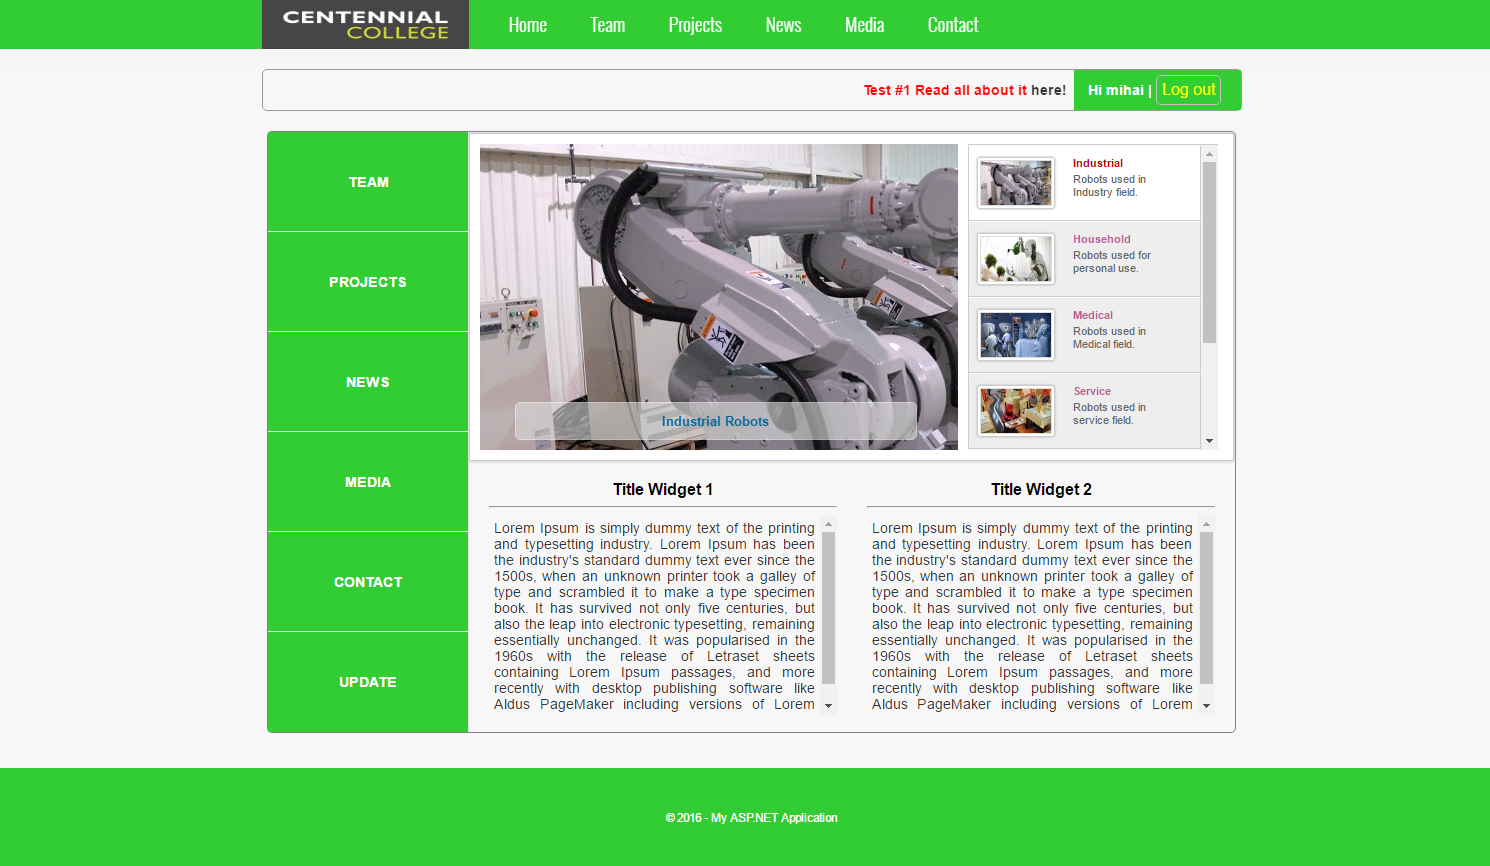 CENTENNIAL
COLLEGE
Home Team Projects News Media Contact
Test #1 Read all about it here!
Hi mihai | Log out
TEAM
PROJECTS
NEWS
MEDIA
CONTACT
UPDATE
Industrial Robots
Industrial
Robots used in
Industry field.
Household
Robots used for
personal use.
Medical
Robots used in
Medical field.
Service
Robots used in
service field.
Title Widget 1
Lorem Ipsum is simply dummy text of the printing
and typesetting industry. Lorem Ipsum has been
the industry's standard dummy text ever since the
1500s, when an unknown printer took a galley of
type and scrambled it to make a type specimen
book. It has survived not only five centuries, but
also the leap into electronic typesetting, remaining
essentially unchanged. It was popularised in the
1960s with the release of Letraset sheets
containing Lorem Ipsum passages, and more
recently with desktop publishing software like
Aldus PageMaker including versions of Lorem
Title Widget 2
Lorem Ipsum is simply dummy text of the printing
and typesetting industry. Lorem Ipsum has been
the industry's standard dummy text ever since the
1500s, when an unknown printer took a galley of
type and scrambled it to make a type specimen
book. It has survived not only five centuries, but
also the leap into electronic typesetting, remaining
essentially unchanged. It was popularised in the
1960s with the release of Letraset sheets
containing Lorem Ipsum passages, and more
recently with desktop publishing software like
Aldus PageMaker including versions of Lorem
© 2016 - My ASP.NET Application